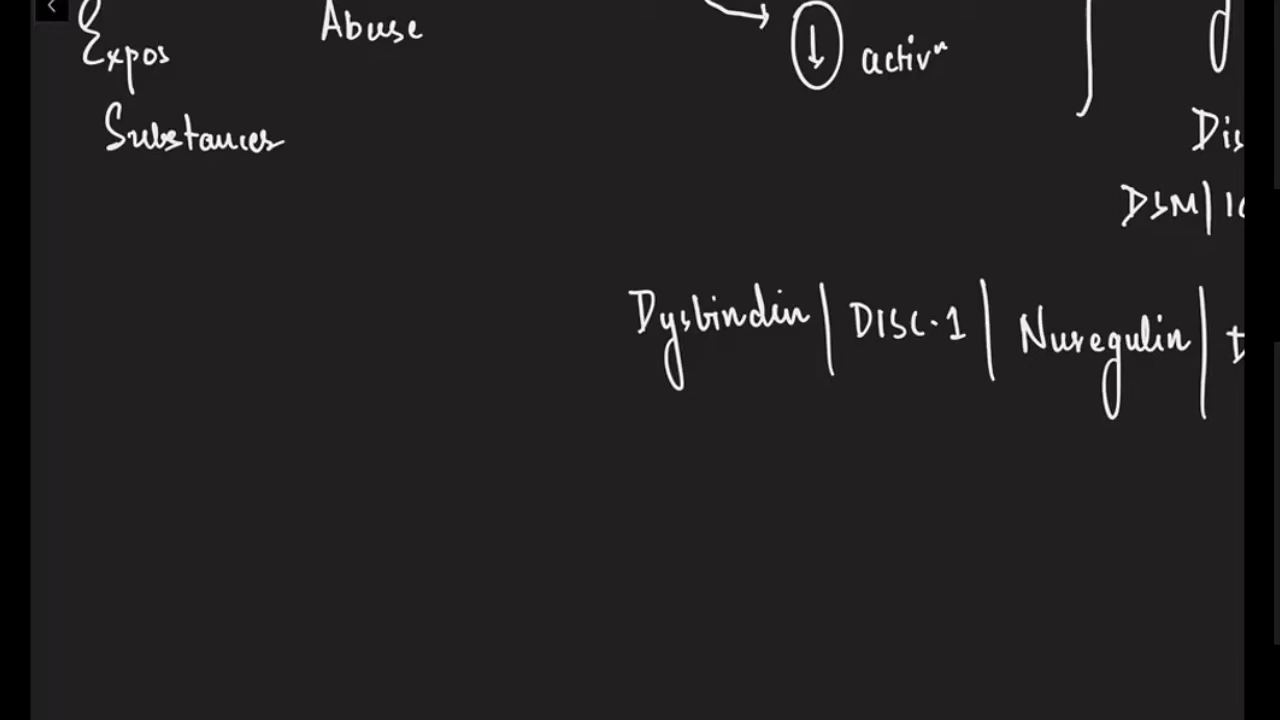 Abuse
Expos
↓ activⁿ
Substances
Dis
DSM|
Dysbindin | DISC-1 | Nuregulin |